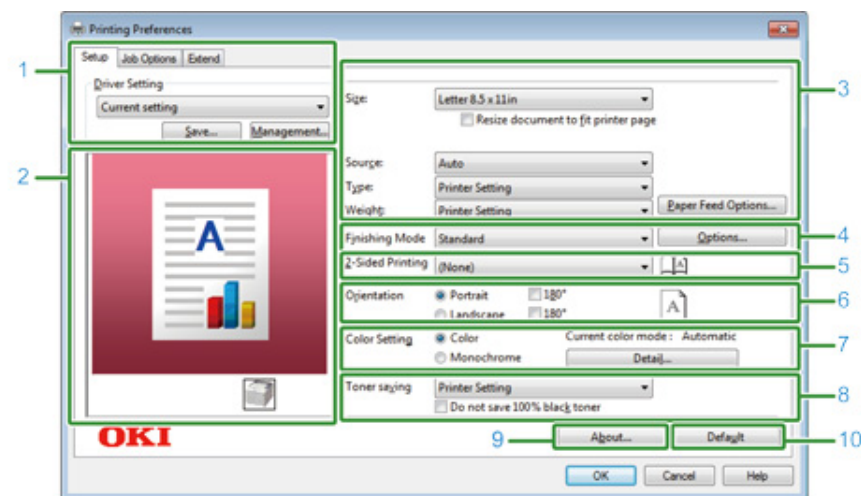 Printing Preferences
Setup Job Options Extend
1
Driver Setting
Current setting
Save... Management...
2
A
OKI
3
Size: Letter 8.5 x 11in
Resize document to fit printer page
Source: Auto
Type: Printer Setting
Weight: Printer Setting Paper Feed Options...
Finishing Mode Standard Options... 4
2-Sided Printing (None) A 5
Orientation Portrait 180° A 6
Landscape 180°
Color Setting Color Current color mode : Automatic 7
Monochrome Detail...
Toner saving Printer Setting 8
Do not save 100% black toner
9 About... Default 10
OK Cancel Help